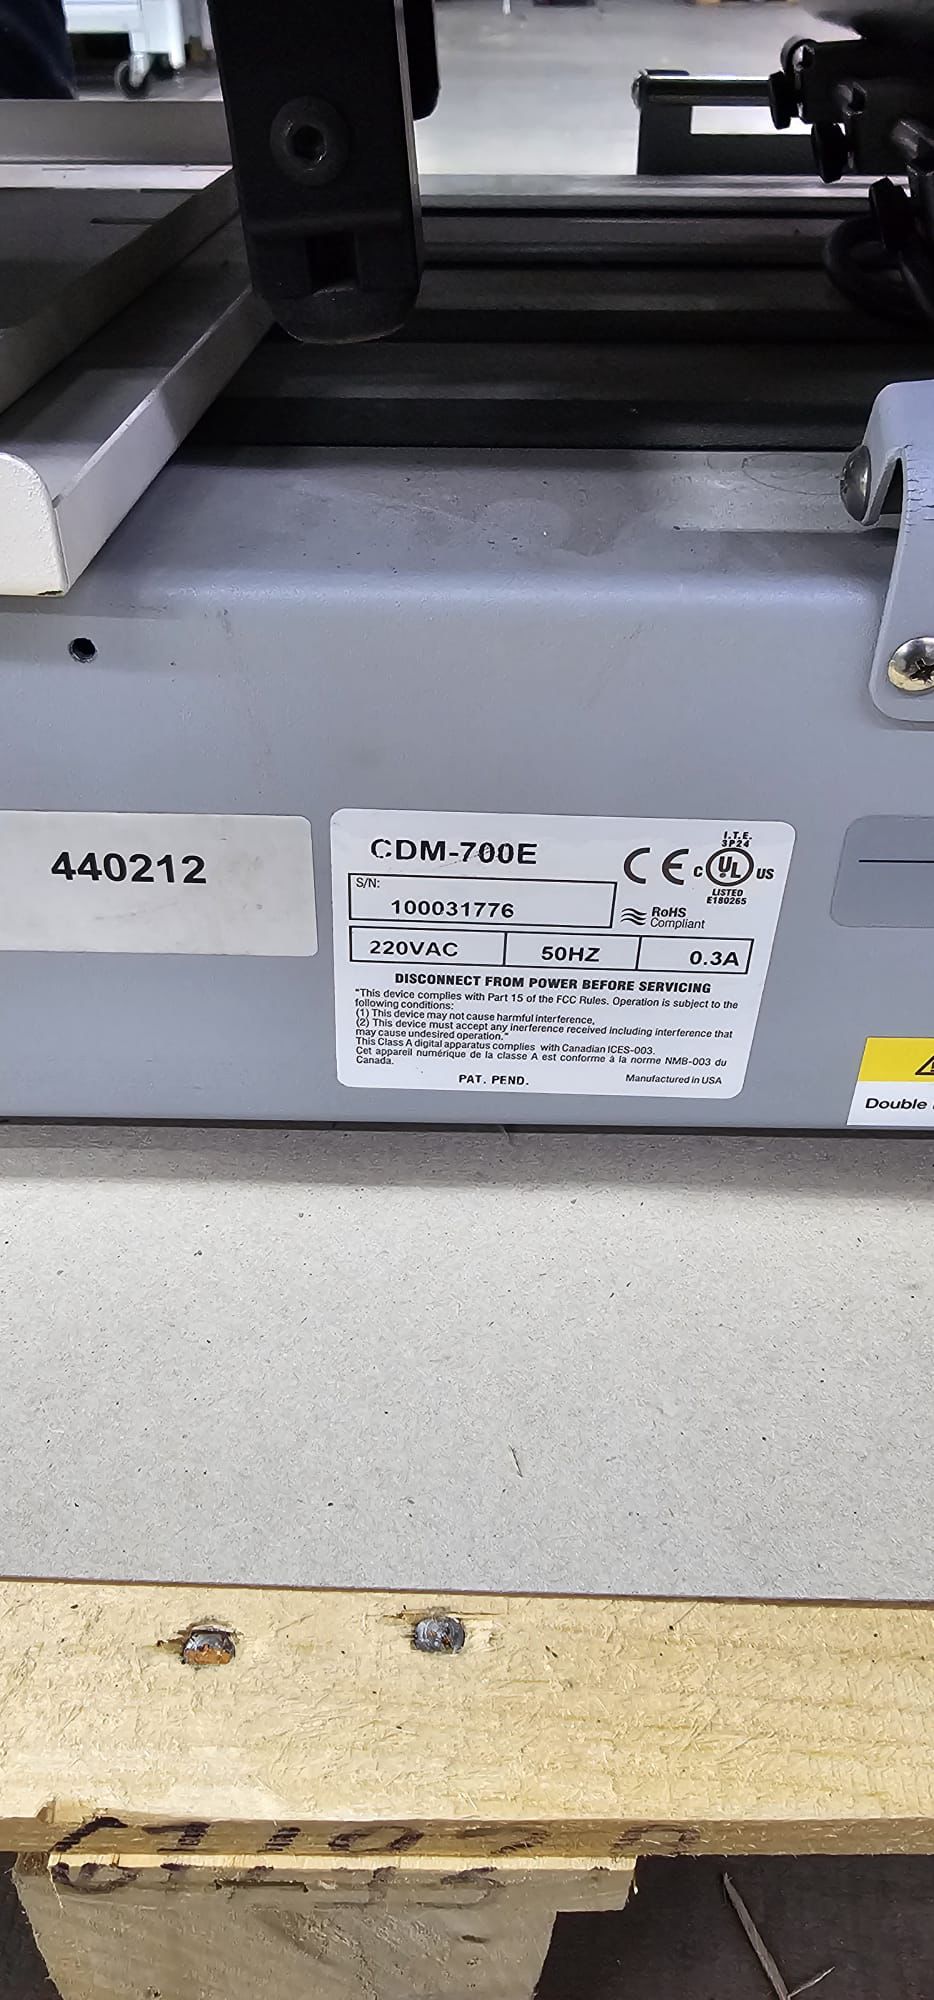 440212
CDM-700E
S/N:
100031776
220VAC 50HZ 0.3A
CE
I.T.E.
3P24
C UL US
LISTED
E180265
RoHS
Compliant
DISCONNECT FROM POWER BEFORE SERVICING
"This device complies with Part 15 of the FCC Rules. Operation is subject to the
following conditions:
(1) This device may not cause harmful interference,
(2) This device must accept any inerference received including interference that
may cause undesired operation."
This Class A digital apparatus complies with Canadian ICES-003.
Cet appareil numérique de la classe A est conforme à la norme NMB-003 du
Canada.
PAT. PEND. Manufactured in USA
Double